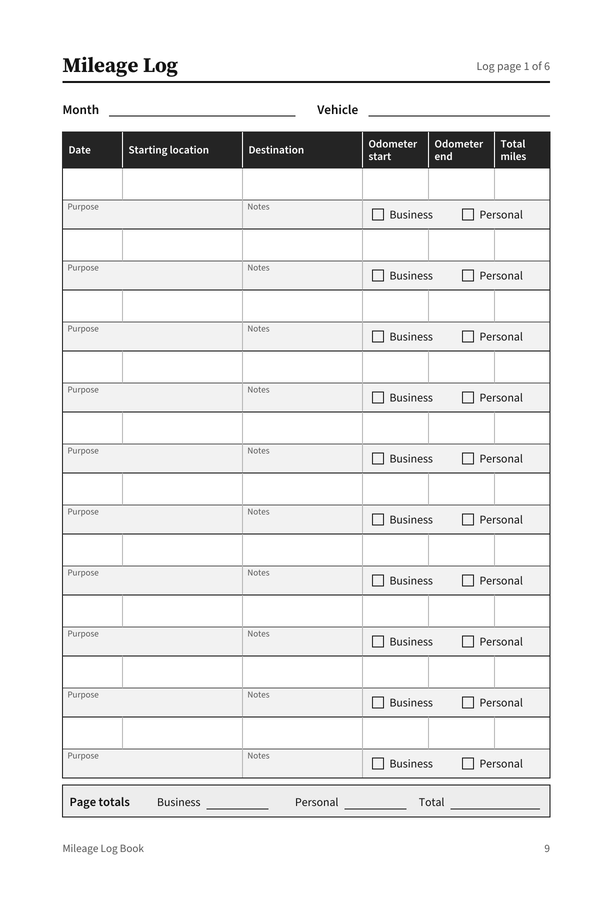 Mileage Log
Log page 1 of 6
Month
Vehicle
Date
Starting location
Destination
Odometer start
Odometer end
Total miles
Purpose
Notes
Business
Personal
Purpose
Notes
Business
Personal
Purpose
Notes
Business
Personal
Purpose
Notes
Business
Personal
Purpose
Notes
Business
Personal
Purpose
Notes
Business
Personal
Purpose
Notes
Business
Personal
Purpose
Notes
Business
Personal
Purpose
Notes
Business
Personal
Purpose
Notes
Business
Personal
Page totals
Business
Personal
Total
Mileage Log Book
9